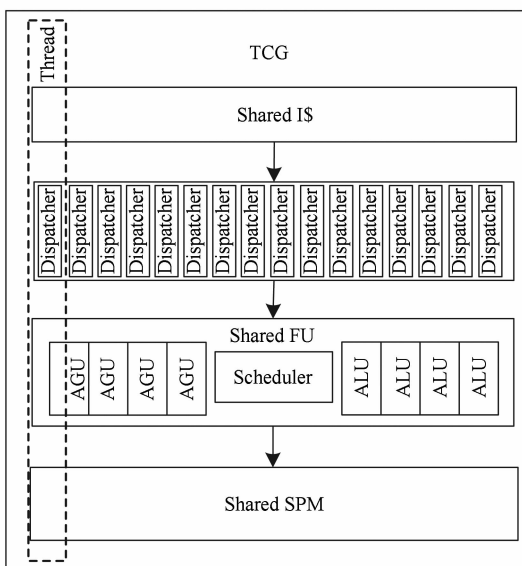 Thread
TCG
Shared I$
Dispatcher Dispatcher Dispatcher Dispatcher Dispatcher Dispatcher Dispatcher Dispatcher Dispatcher Dispatcher Dispatcher Dispatcher Dispatcher Dispatcher Dispatcher Dispatcher
Shared FU
AGU AGU AGU AGU Scheduler ALU ALU ALU ALU
Shared SPM